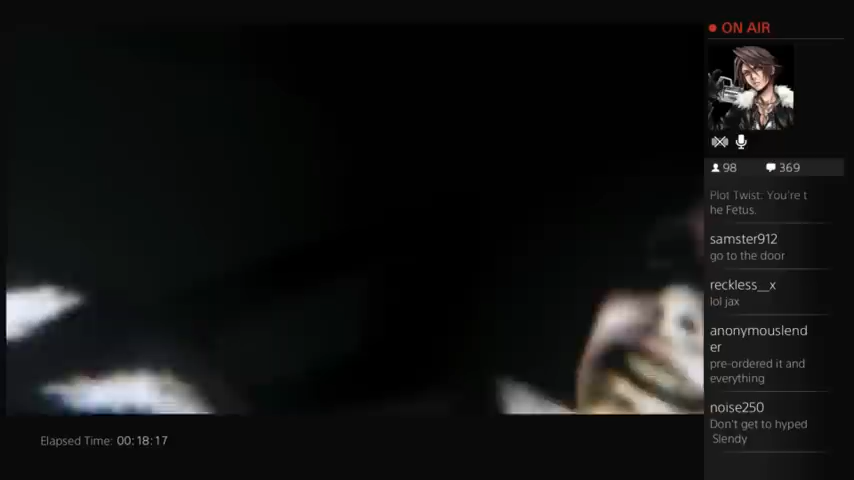 ON AIR
98 369
Plot Twist: You're t
he Fetus.
samster912
go to the door
reckless__x
lol jax
anonymouslend
er
pre-ordered it and
everything
noise250
Don't get to hyped
Slendy
Elapsed Time: 00:18:17